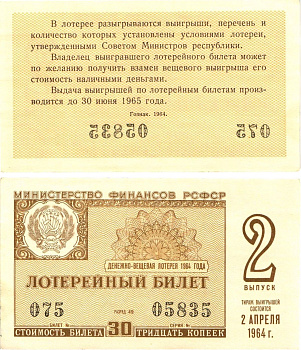 В лотерее разыгрываются выигрыши, перечень и
количество которых установлены условиями лотереи,
утвержденными Советом Министров республики.
Владелец выигравшего лотерейного билета может
по желанию получить взамен вещевого выигрыша его
стоимость наличными деньгами.
Выдача выигрышей по лотерейным билетам произ-
водится до 30 июня 1965 года.
Гознак. 1964.
05835 075
МИНИСТЕРСТВО ФИНАНСОВ РСФСР
ДЕНЕЖНО-ВЕЩЕВАЯ ЛОТЕРЕЯ 1964 ГОДА
ЛОТЕРЕЙНЫЙ БИЛЕТ
075 05835
БИЛЕТ № СЕРИЯ №
СТОИМОСТЬ БИЛЕТА 30 ТРИДЦАТЬ КОПЕЕК
2
ВЫПУСК
ТИРАЖ ВЫИГРЫШЕЙ
СОСТОИТСЯ
2 АПРЕЛЯ
1964 г.